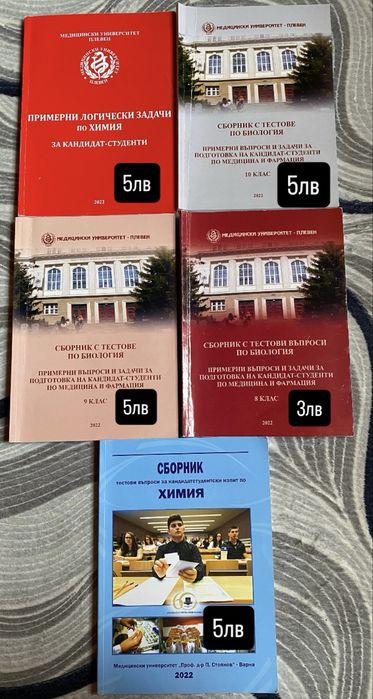 МЕДИЦИНСКИ УНИВЕРСИТЕТ
ПЛЕВЕН
ПРИМЕРНИ ЛОГИЧЕСКИ ЗАДАЧИ
по ХИМИЯ
ЗА КАНДИДАТ-СТУДЕНТИ
5лв
2022
МЕДИЦИНСКИ УНИВЕРСИТЕТ - ПЛЕВЕН
СБОРНИК С ТЕСТОВЕ
ПО БИОЛОГИЯ
ПРИМЕРНИ ВЪПРОСИ И ЗАДАЧИ ЗА
ПОДГОТОВКА НА КАНДИДАТ-СТУДЕНТИ
ПО МЕДИЦИНА И ФАРМАЦИЯ
10 КЛАС
5лв
2022
МЕДИЦИНСКИ УНИВЕРСИТЕТ - ПЛЕВЕН
СБОРНИК С ТЕСТОВЕ
ПО БИОЛОГИЯ
ПРИМЕРНИ ВЪПРОСИ И ЗАДАЧИ ЗА
ПОДГОТОВКА НА КАНДИДАТ-СТУДЕНТИ
ПО МЕДИЦИНА И ФАРМАЦИЯ
9 КЛАС
5лв
2022
МЕДИЦИНСКИ УНИВЕРСИТЕТ - ПЛЕВЕН
СБОРНИК С ТЕСТОВИ ВЪПРОСИ
ПО БИОЛОГИЯ
ПРИМЕРНИ ВЪПРОСИ И ЗАДАЧИ ЗА
ПОДГОТОВКА НА КАНДИДАТ-СТУДЕНТИ
ПО МЕДИЦИНА И ФАРМАЦИЯ
8 КЛАС
3лв
2022
СБОРНИК
тестови въпроси за кандидатстудентски изпит по
ХИМИЯ
5лв
Медицински университет "Проф. д-р П. Стоянов" - Варна
2022